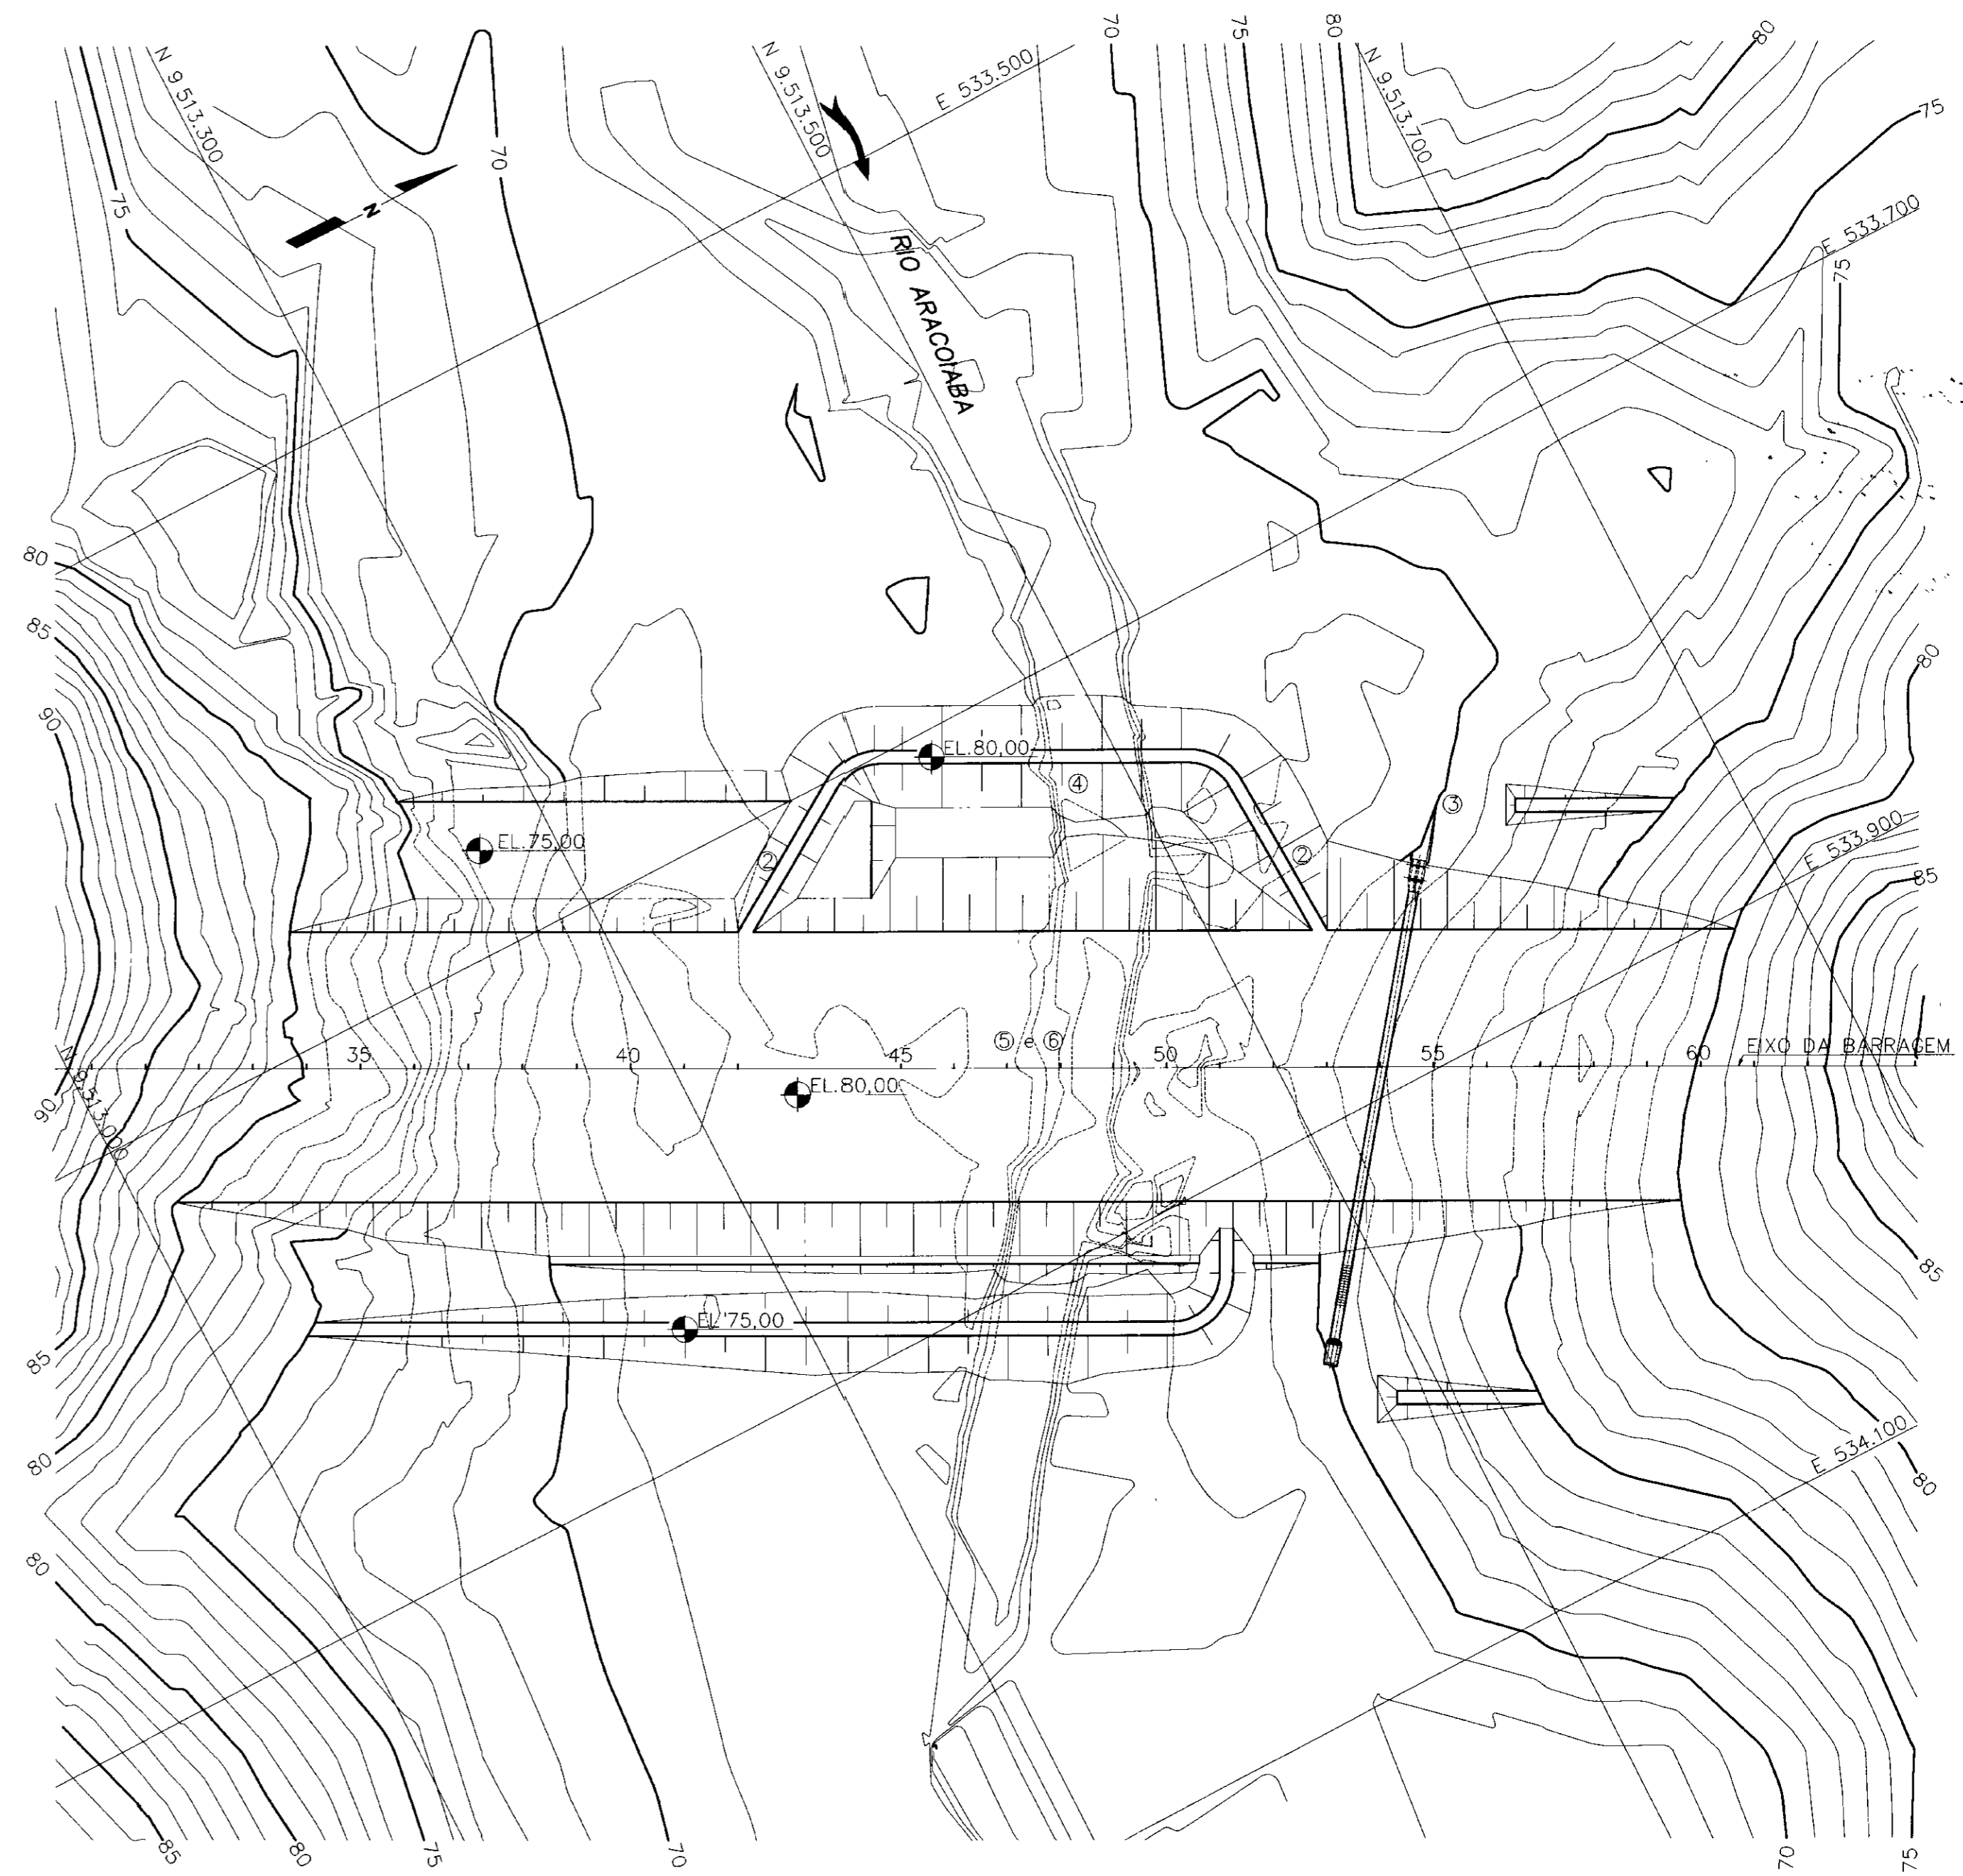 70
75
80
80
N 9.513.300
N 9.513.500
E 533.500
N 9.513.700
75
70
75
N
E 533.700
RIO ARACOIABA
75
80
85
80
90
EL.80,00
④
③
EL.75,00
②
②
E 533.900
85
⑤ e ⑥
35
40
45
50
55
60
EIXO DA BARRAGEM
EL.80,00
90
85
EL 75,00
85
80
E 534.100
80
80
85
80
75
70
70
75